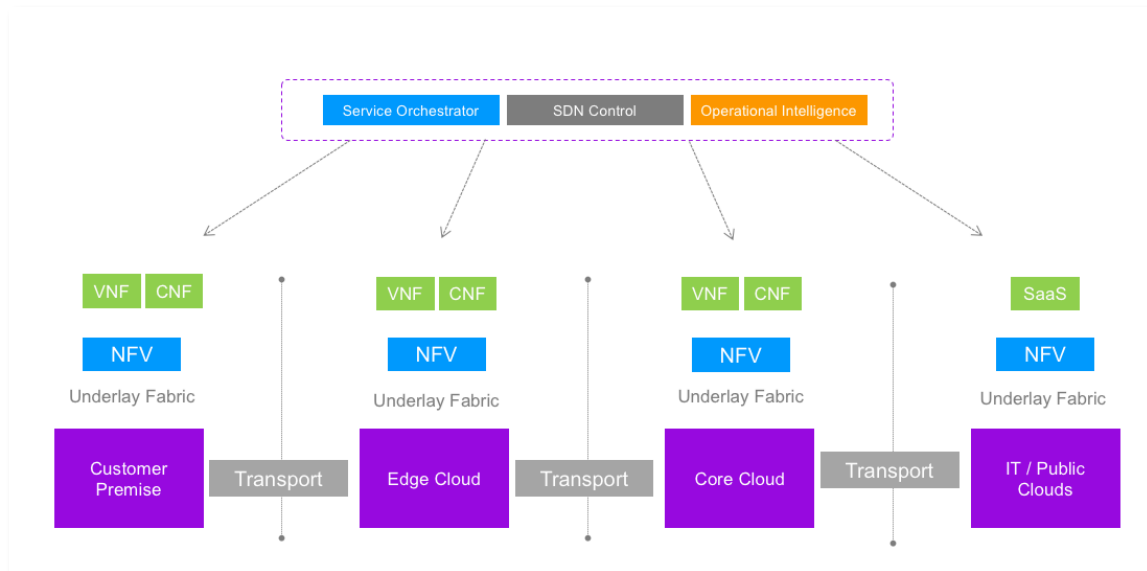 Service Orchestrator
SDN Control
Operational Intelligence
VNF
CNF
VNF
CNF
VNF
CNF
SaaS
NFV
NFV
NFV
NFV
Underlay Fabric
Underlay Fabric
Underlay Fabric
Underlay Fabric
Customer
Premise
Transport
Edge Cloud
Transport
Core Cloud
Transport
IT / Public
Clouds